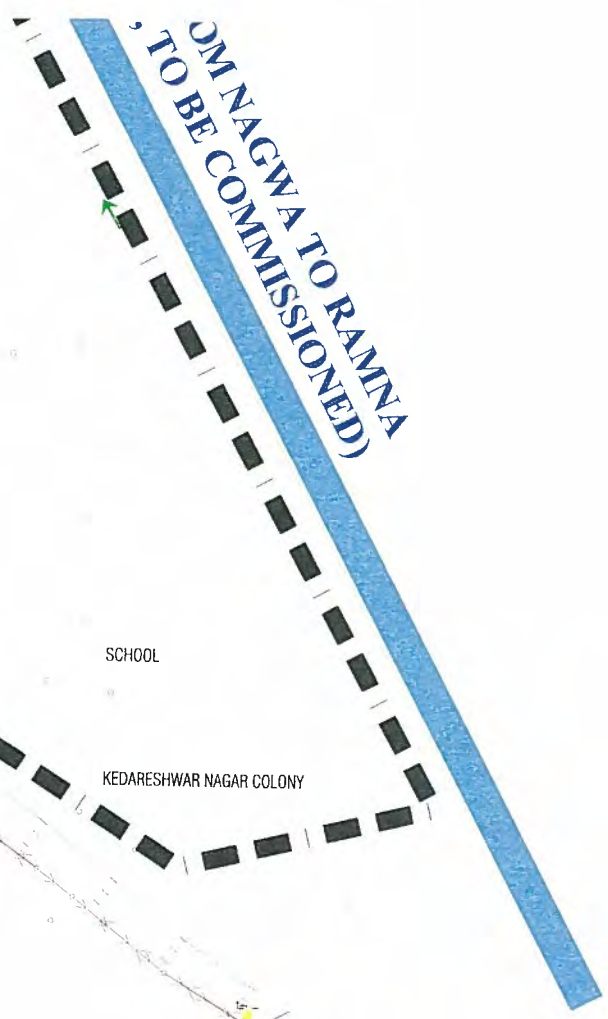 OM NAGWA TO RAMNA
, TO BE COMMISSIONED)
SCHOOL
KEDARESHWAR NAGAR COLONY